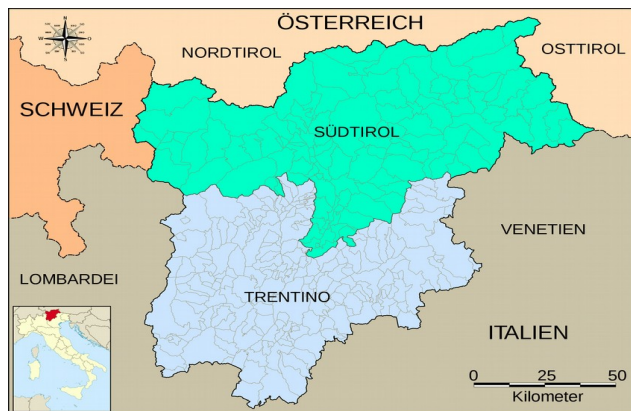 ÖSTERREICH
N
W O
S
NORDTIROL
OSTTIROL
SCHWEIZ
SÜDTIROL
VENETIEN
LOMBARDEI
TRENTINO
ITALIEN
0 25 50
Kilometer